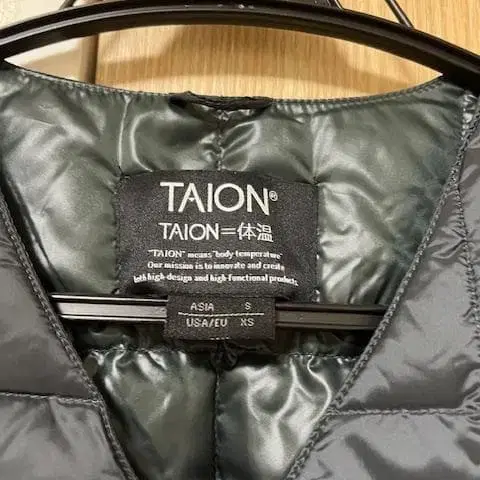 TAION®
TAION=体温
"TAION" means "body temperature"
Our mission is to innovate and create
both high-design and high-functional products.
ASIA S
USA/EU XS